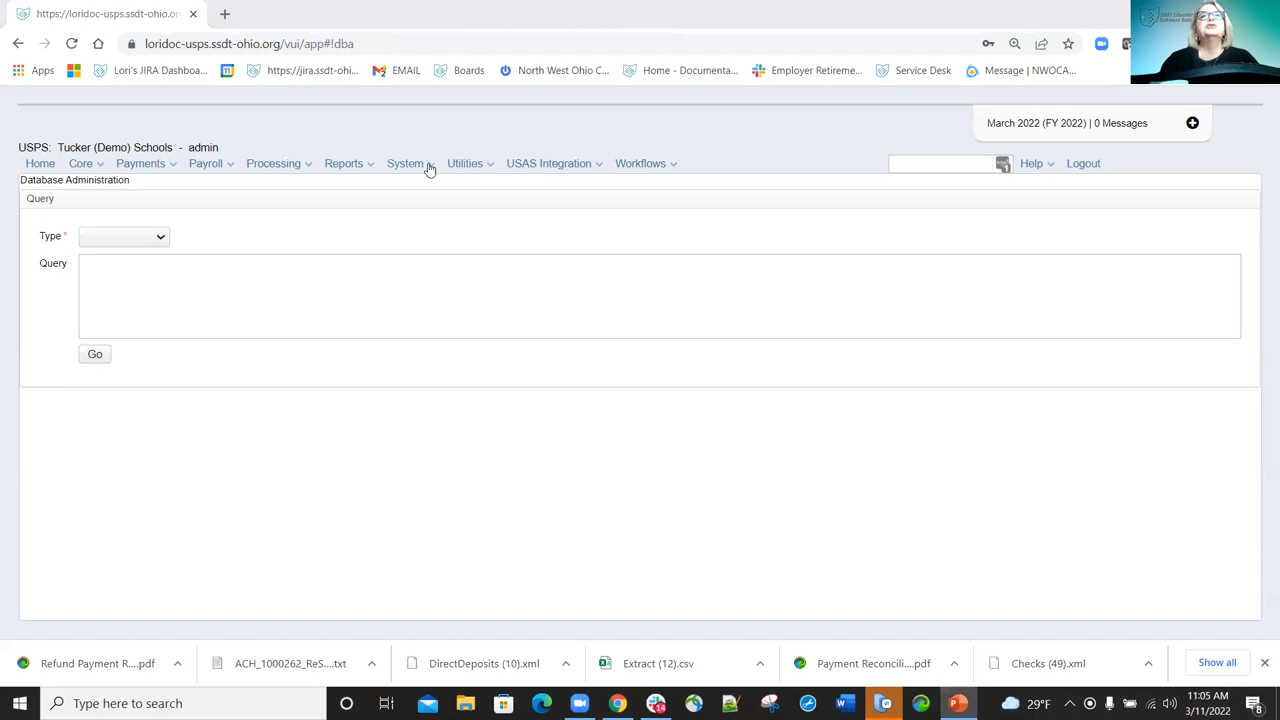 https://loridoc-usps.ssdt-ohio.org
loridoc-usps.ssdt-ohio.org/vui/app#!dba
Apps
Lori's JIRA Dashboa...
https://jira.ssdt-ohi...
EMAIL
Boards
North West Ohio C...
Home - Documenta...
Employer Retireme...
Service Desk
Message | NWOCA...
March 2022 (FY 2022) | 0 Messages
USPS: Tucker (Demo) Schools - admin
Home Core Payments Payroll Processing Reports System Utilities USAS Integration Workflows Help Logout
Database Administration
Query
Type *
Query
Go
Refund Payment R....pdf
ACH_1000262_ReS....txt
DirectDeposits (10).xml
Extract (12).csv
Payment Reconcili....pdf
Checks (49).xml
Show all
Type here to search
14
29°F
11:05 AM
3/11/2022
8